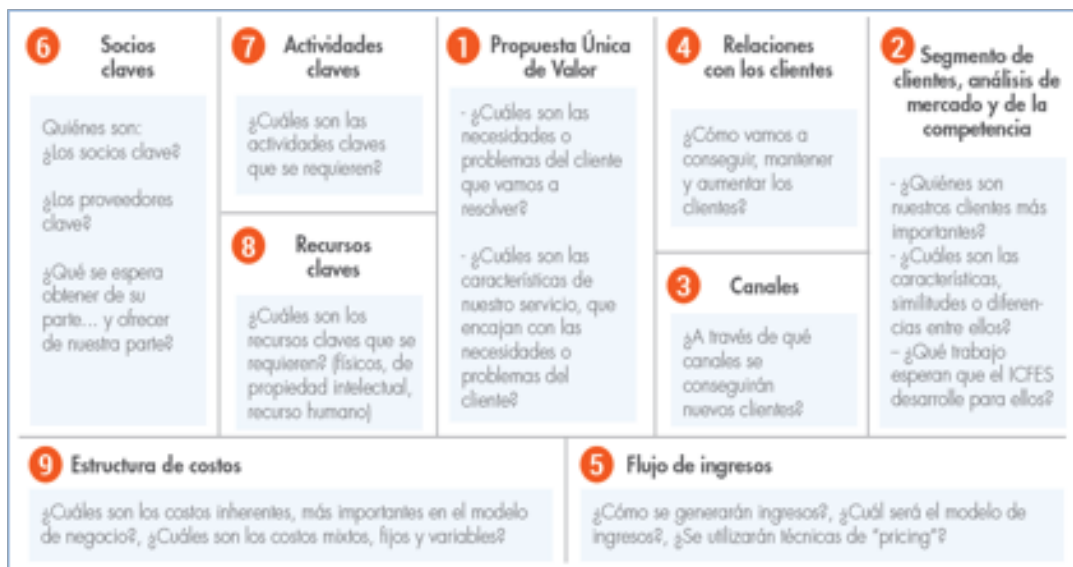 6
Socios
claves
Quiénes son:
¿Los socios clave?
¿Los proveedores
clave?
¿Qué se espera
obtener de su
parte... y ofrecer
de nuestra parte?
7
Actividades
claves
¿Cuáles son las
actividades claves
que se requieren?
8
Recursos
claves
¿Cuáles son los
recursos claves que se
requieren? (físicos, de
propiedad intelectual,
recurso humano)
1
Propuesta Única
de Valor
- ¿Cuáles son las
necesidades o
problemas del cliente
que vamos a
resolver?
- ¿Cuáles son las
características de
nuestro servicio, que
encajan con las
necesidades o
problemas del
cliente?
4
Relaciones
con los clientes
¿Cómo vamos a
conseguir, mantener
y aumentar los
clientes?
3
Canales
¿A través de qué
canales se
conseguirán
nuevos clientes?
2
Segmento de
clientes, análisis de
mercado y de la
competencia
- ¿Quiénes son
nuestros clientes más
importantes?
- ¿Cuáles son las
características,
similitudes o diferen-
cias entre ellos?
– ¿Qué trabajo
esperan que el ICFES
desarrolle para ellos?
9
Estructura de costos
¿Cuáles son los costos inherentes, más importantes en el modelo
de negocio?, ¿Cuáles son los costos mixtos, fijos y variables?
5
Flujo de ingresos
¿Cómo se generarán ingresos?, ¿Cuál será el modelo de
ingresos?, ¿Se utilizarán técnicas de "pricing"?